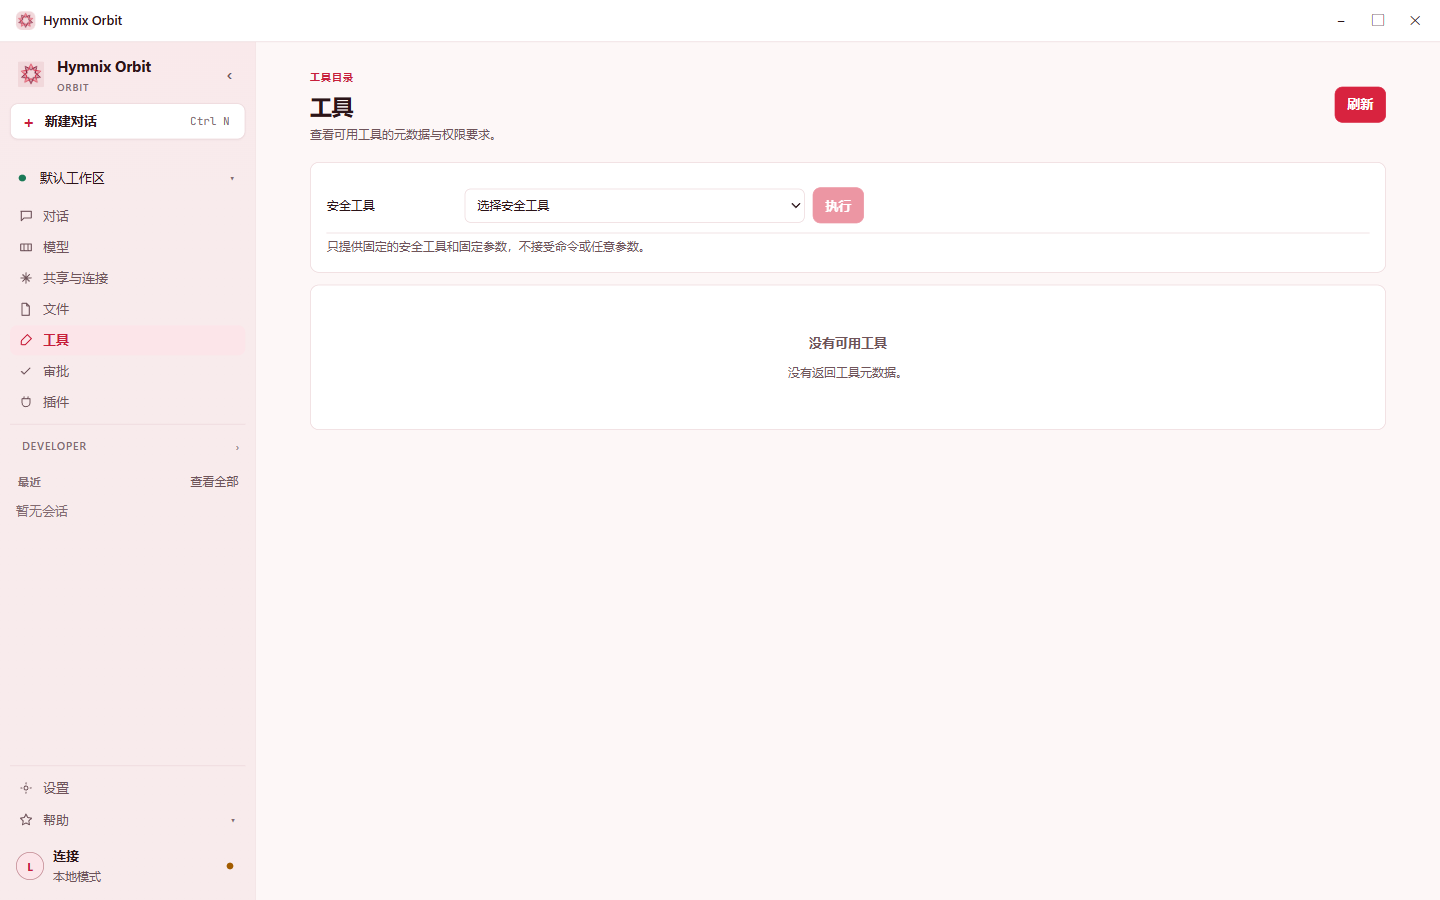 Hymnix Orbit
Hymnix Orbit
ORBIT
+ 新建对话 Ctrl N
默认工作区
对话
模型
共享与连接
文件
工具
审批
插件
DEVELOPER
最近 查看全部
暂无会话
设置
帮助
L
连接
本地模式
工具目录
工具
查看可用工具的元数据与权限要求。
刷新
安全工具 选择安全工具 执行
只提供固定的安全工具和固定参数，不接受命令或任意参数。
没有可用工具
没有返回工具元数据。